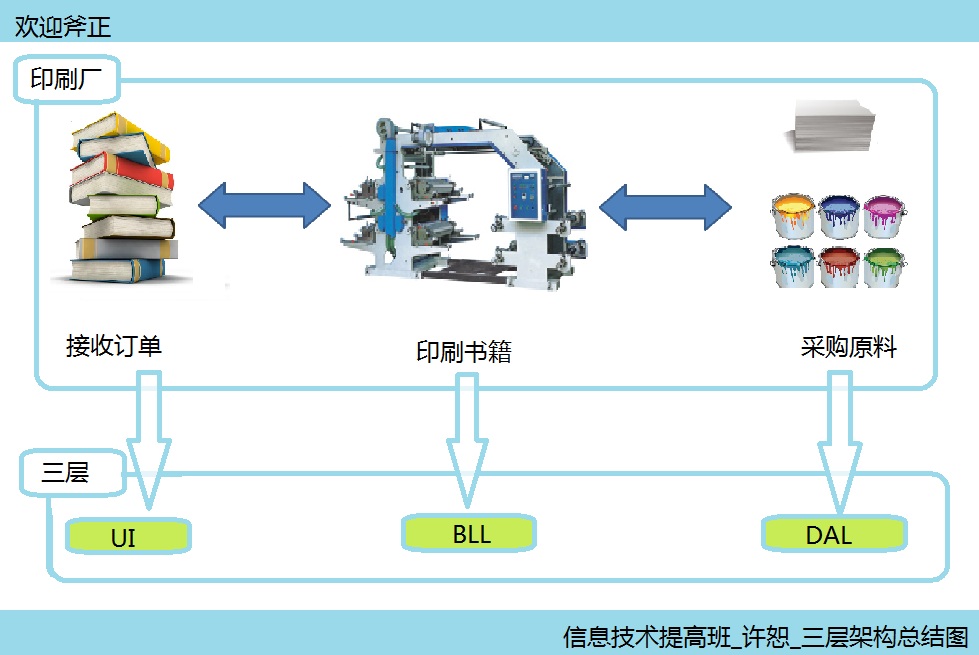 欢迎斧正
印刷厂
接收订单
印刷书籍
采购原料
三层
UI
BLL
DAL
信息技术提高班_许恕_三层架构总结图